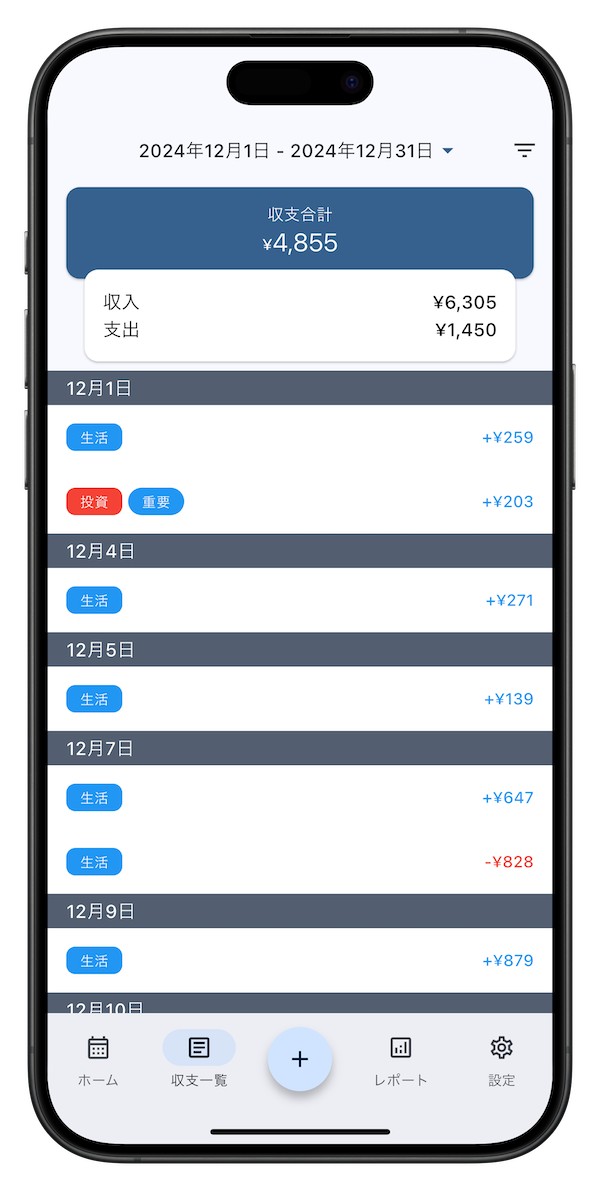 2024年12月1日 - 2024年12月31日
収支合計
¥4,855
収入 ¥6,305
支出 ¥1,450
12月1日
生活 +¥259
投資 重要 +¥203
12月4日
生活 +¥271
12月5日
生活 +¥139
12月7日
生活 +¥647
生活 -¥828
12月9日
生活 +¥879
12月10日
ホーム 収支一覧 + レポート 設定